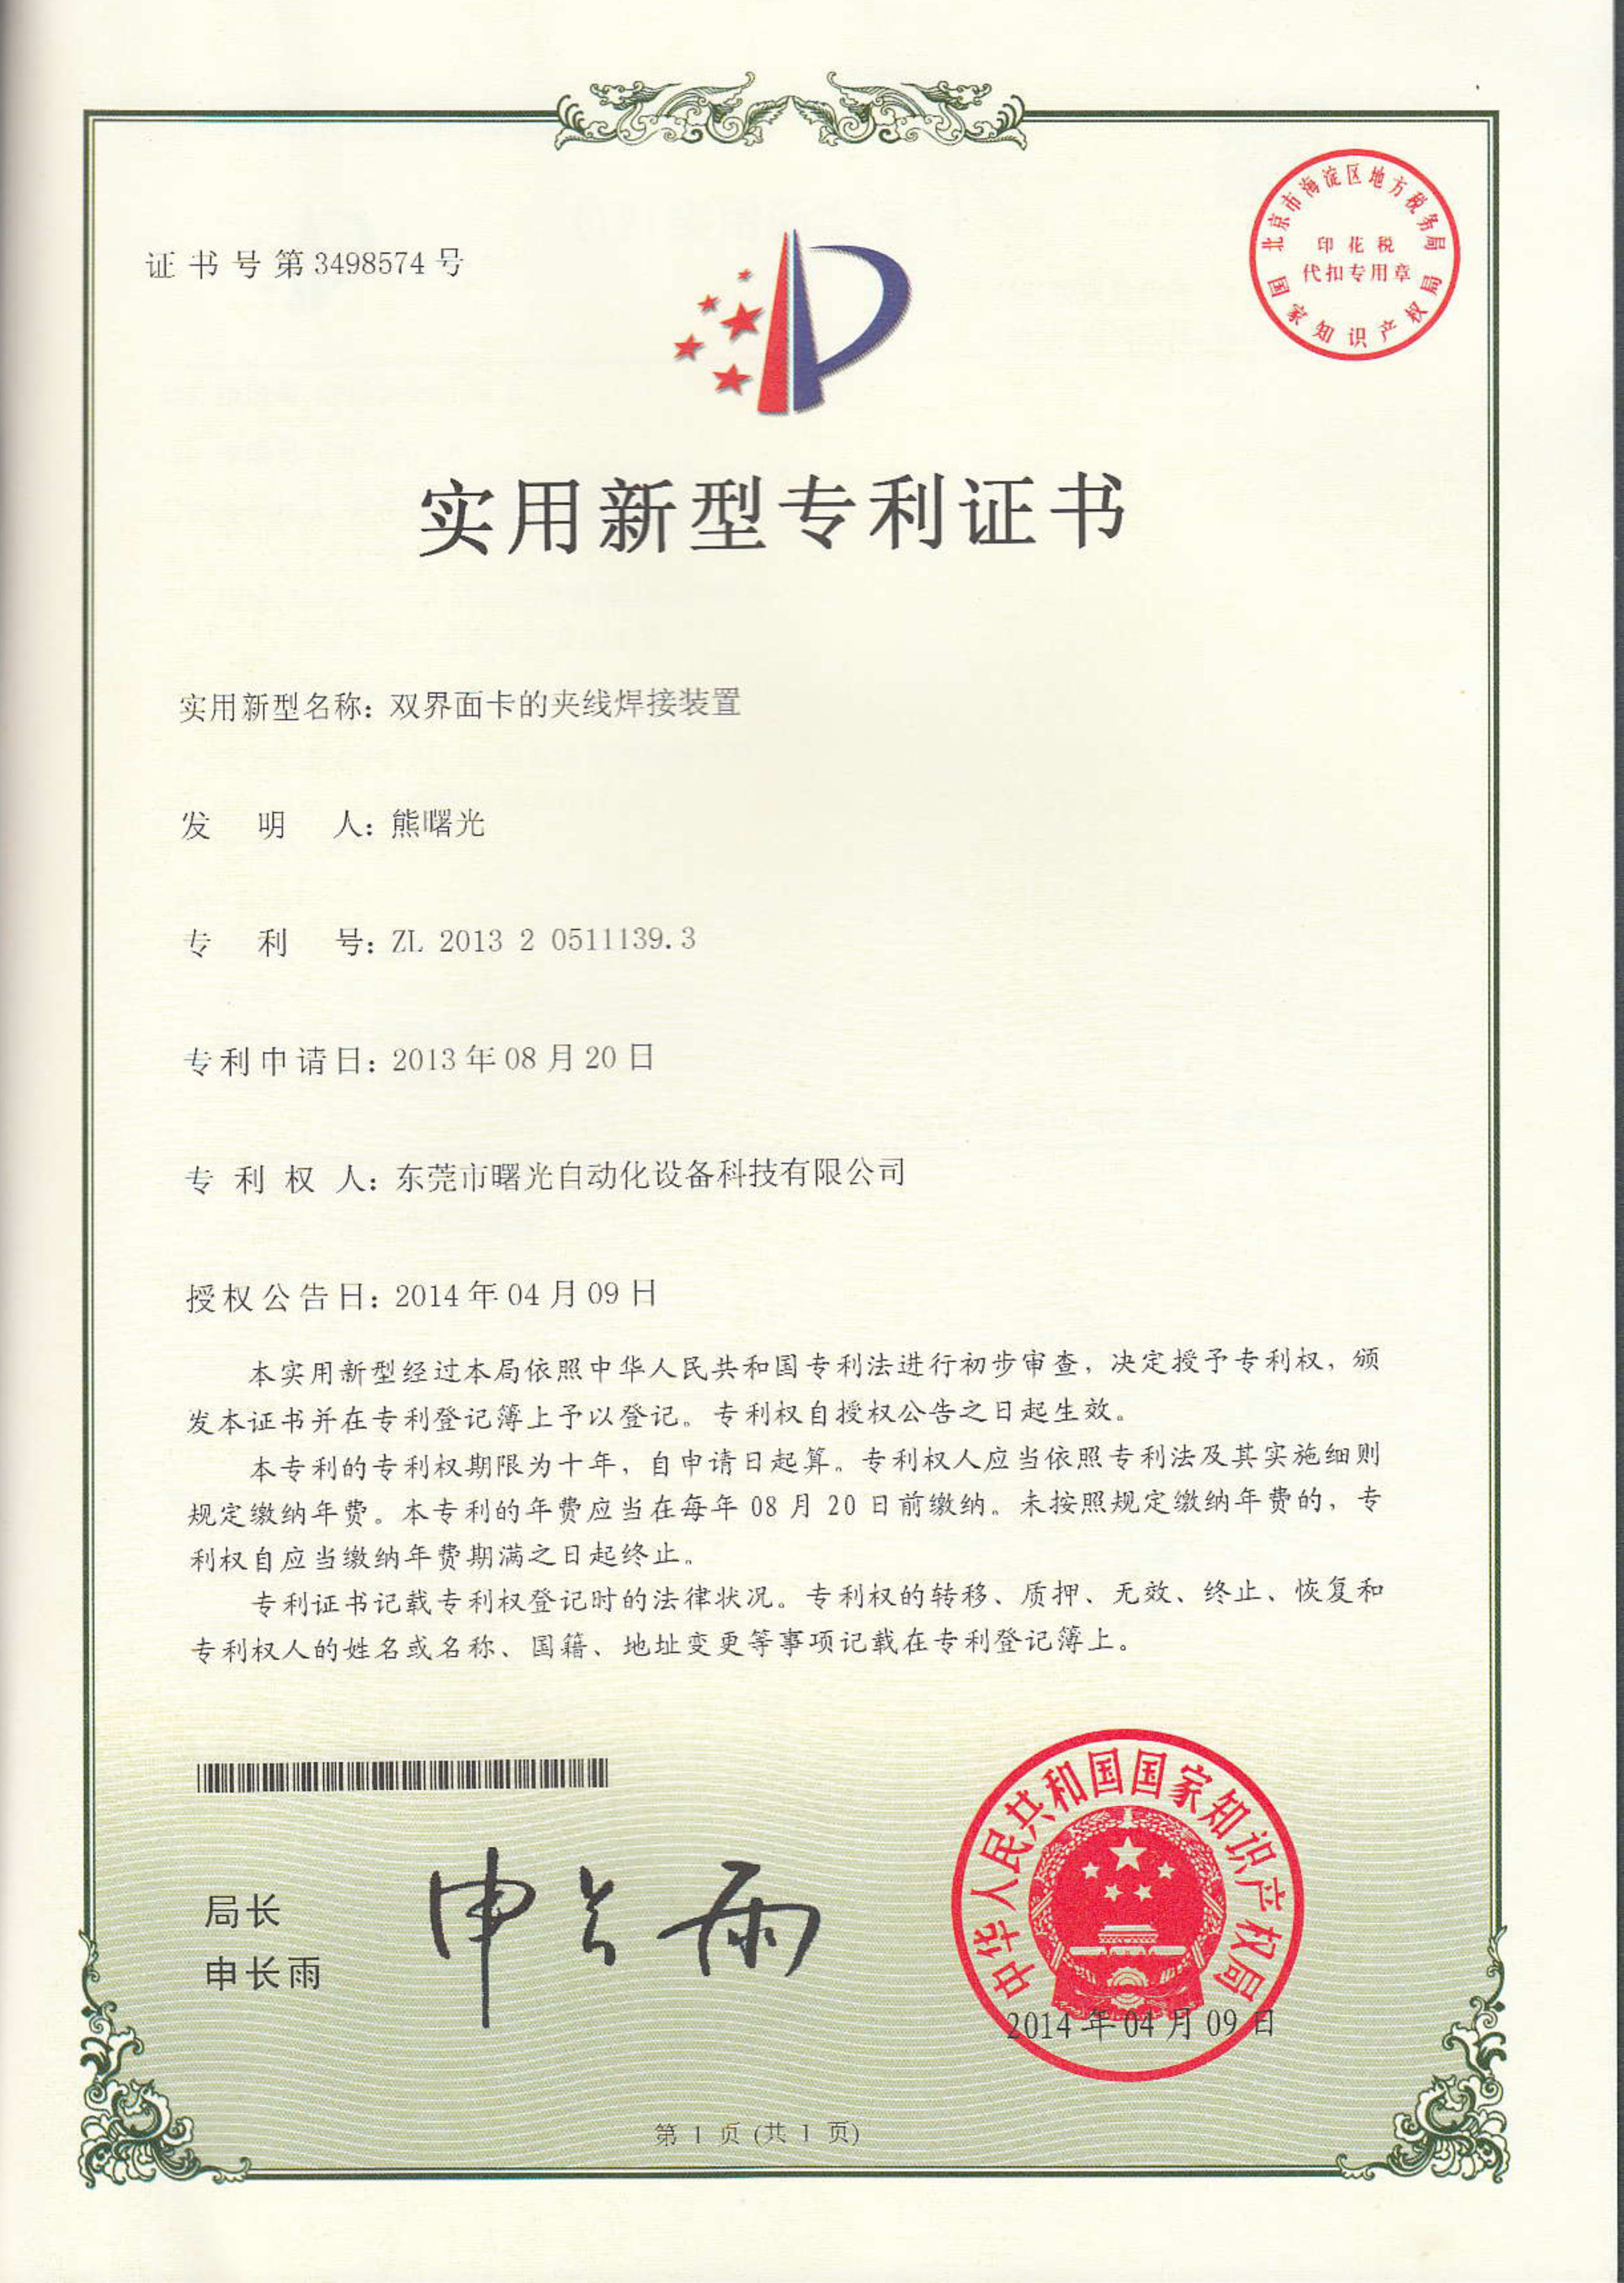 证书号第3498574号
北京市海淀区地方税务局
印花税
代扣专用章
国家知识产权局
实用新型专利证书
实用新型名称：双界面卡的夹线焊接装置
发明人：熊曙光
专利号：ZL 2013 2 0511139.3
专利申请日：2013年08月20日
专利权人：东莞市曙光自动化设备科技有限公司
授权公告日：2014年04月09日
本实用新型经过本局依照中华人民共和国专利法进行初步审查，决定授予专利权，颁
发本证书并在专利登记簿上予以登记。专利权自授权公告之日起生效。
本专利的专利权期限为十年，自申请日起算。专利权人应当依照专利法及其实施细则
规定缴纳年费。本专利的年费应当在每年08月20日前缴纳。未按照规定缴纳年费的，专
利权自应当缴纳年费期满之日起终止。
专利证书记载专利权登记时的法律状况。专利权的转移、质押、无效、终止、恢复和
专利权人的姓名或名称、国籍、地址变更等事项记载在专利登记簿上。
局长
申长雨
申长雨
中华人民共和国国家知识产权局
2014年04月09日
第1页(共1页)